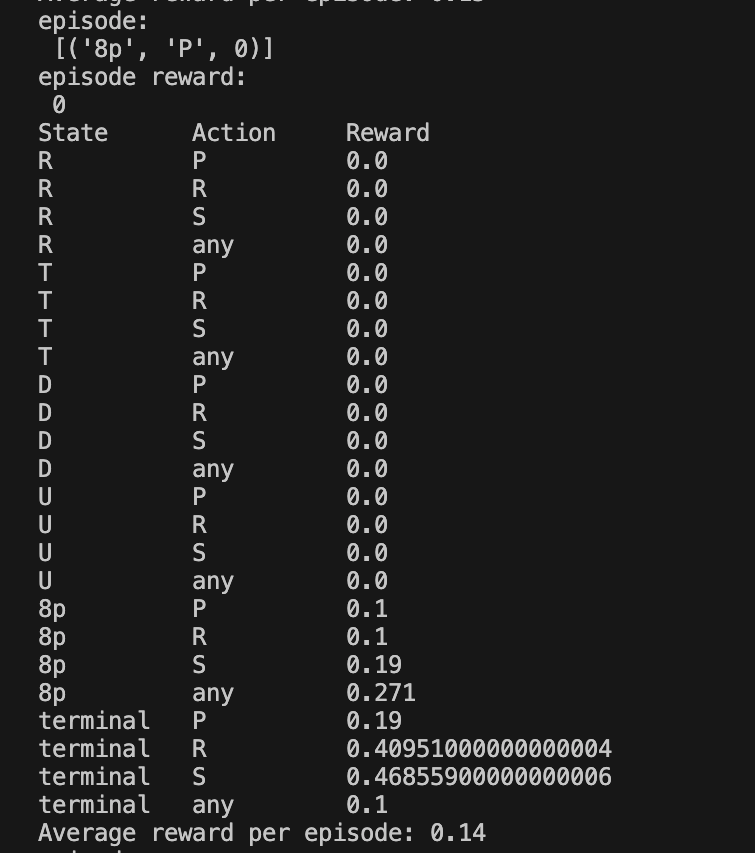 Average reward per episode: 0.13
episode:
[('8p', 'P', 0)]
episode reward:
0
State Action Reward
R P 0.0
R R 0.0
R S 0.0
R any 0.0
T P 0.0
T R 0.0
T S 0.0
T any 0.0
D P 0.0
D R 0.0
D S 0.0
D any 0.0
U P 0.0
U R 0.0
U S 0.0
U any 0.0
8p P 0.1
8p R 0.1
8p S 0.19
8p any 0.271
terminal P 0.19
terminal R 0.40951000000000004
terminal S 0.46855900000000006
terminal any 0.1
Average reward per episode: 0.14